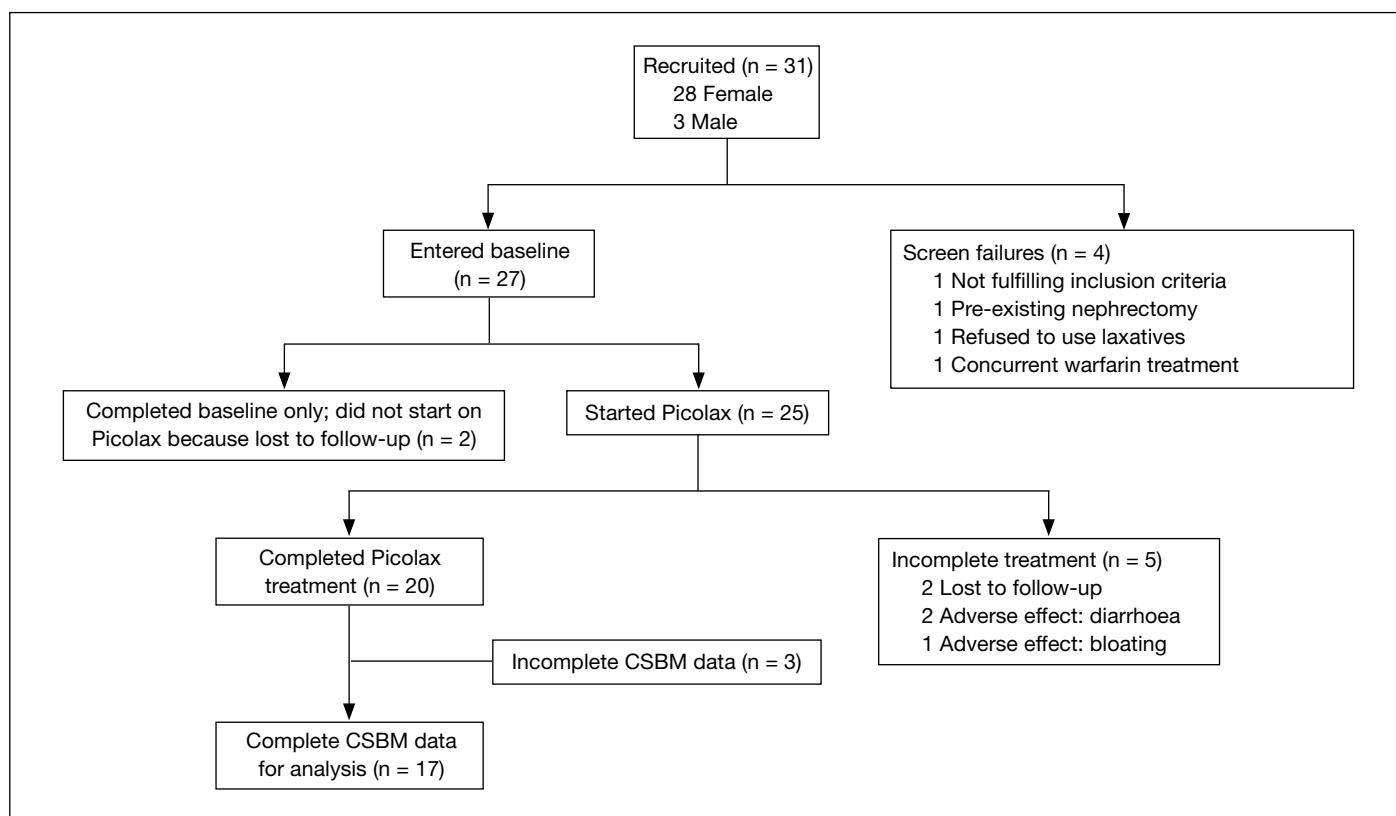 Recruited (n = 31)
28 Female
3 Male
Entered baseline
(n = 27)
Screen failures (n = 4)
1 Not fulfilling inclusion criteria
1 Pre-existing nephrectomy
1 Refused to use laxatives
1 Concurrent warfarin treatment
Completed baseline only; did not start on
Picolax because lost to follow-up (n = 2)
Started Picolax (n = 25)
Completed Picolax
treatment (n = 20)
Incomplete treatment (n = 5)
2 Lost to follow-up
2 Adverse effect: diarrhoea
1 Adverse effect: bloating
Incomplete CSBM data (n = 3)
Complete CSBM data
for analysis (n = 17)